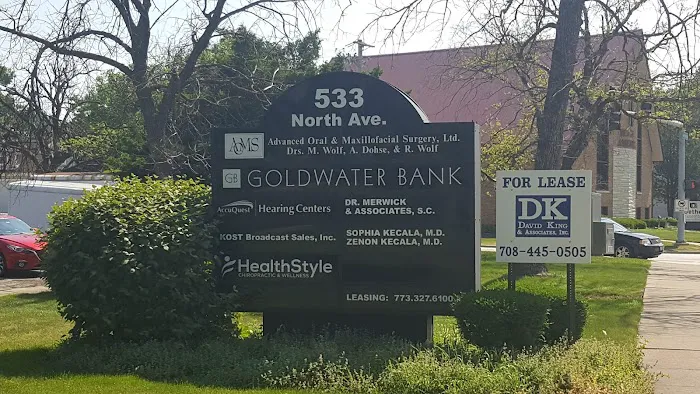 533
North Ave.
AOMS
Advanced Oral & Maxillofacial Surgery, Ltd.
Drs. M. Wolf, A. Dohse, & R. Wolf
GB GOLDWATER BANK
AccuQuest Hearing Centers
DR. MERWICK
& ASSOCIATES, S.C.
KOST Broadcast Sales, Inc.
SOPHIA KECALA, M.D.
ZENON KECALA, M.D.
HealthStyle
CHIROPRACTIC & WELLNESS
LEASING: 773.327.6100
FOR LEASE
DK
DAVID KING
& ASSOCIATES, INC.
708-445-0505